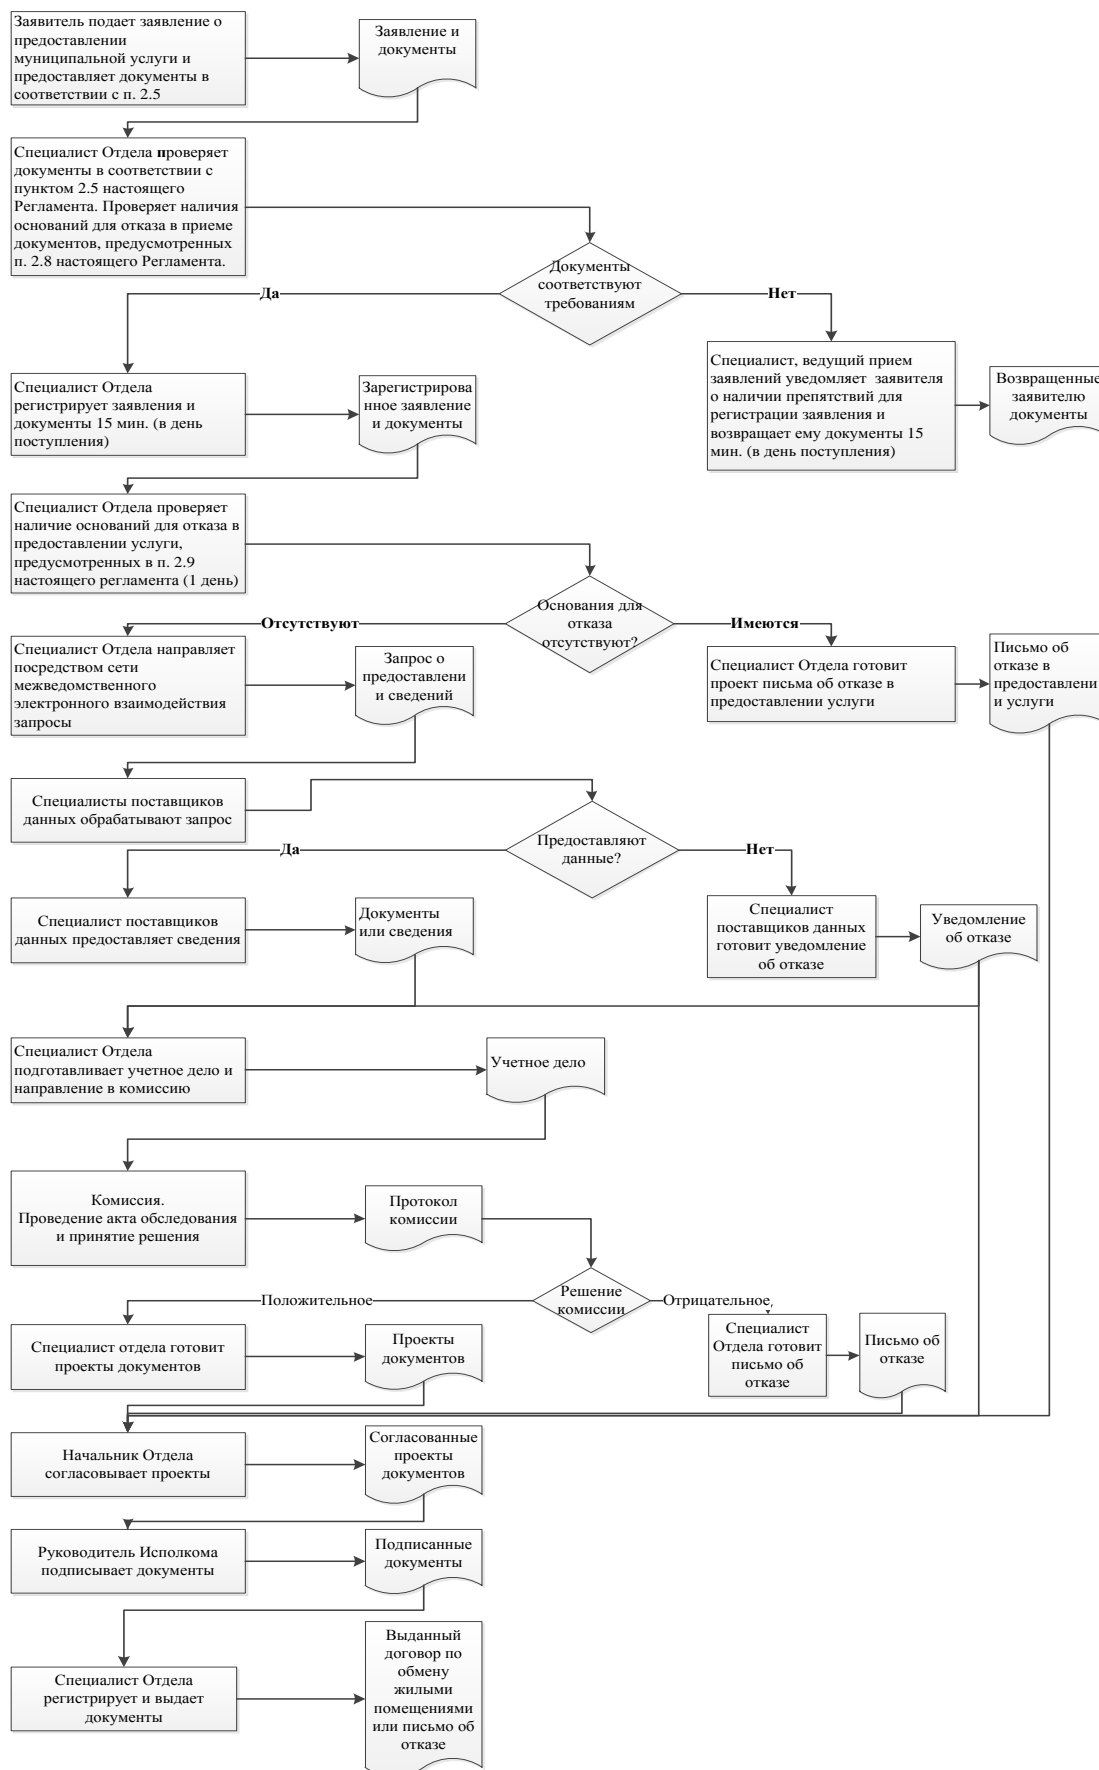 Заявитель подает заявление о
предоставлении
муниципальной услуги и
предоставляет документы в
соответствии с п. 2.5
Заявление и
документы
Специалист Отдела проверяет
документы в соответствии с
пунктом 2.5 настоящего
Регламента. Проверяет наличия
оснований для отказа в приеме
документов, предусмотренных
п. 2.8 настоящего Регламента.
Документы
соответствуют
требованиям
Да
Нет
Специалист Отдела
регистрирует заявления и
документы 15 мин. (в день
поступления)
Зарегистрирова
нное заявление
и документы
Специалист, ведущий прием
заявлений уведомляет заявителя
о наличии препятствий для
регистрации заявления и
возвращает ему документы 15
мин. (в день поступления)
Возвращенные
заявителю
документы
Специалист Отдела проверяет
наличие оснований для отказа в
предоставлении услуги,
предусмотренных в п. 2.9
настоящего регламента (1 день)
Основания для
отказа
отсутствуют?
Отсутствуют
Имеются
Специалист Отдела направляет
посредством сети
межведомственного
электронного взаимодействия
запросы
Запрос о
предоставлени
и сведений
Специалист Отдела готовит
проект письма об отказе в
предоставлении услуги
Письмо об
отказе в
предоставлени
и услуги
Специалисты поставщиков
данных обрабатывают запрос
Предоставляют
данные?
Да
Нет
Специалист поставщиков
данных предоставляет сведения
Документы
или сведения
Специалист
поставщиков данных
готовит уведомление
об отказе
Уведомление
об отказе
Специалист Отдела
подготавливает учетное дело и
направление в комиссию
Учетное дело
Комиссия.
Проведение акта обследования
и принятие решения
Протокол
комиссии
Решение
комиссии
Положительное
Отрицательное,
Специалист отдела готовит
проекты документов
Проекты
документов
Специалист
Отдела готовит
письмо об
отказе
Письмо об
отказе
Начальник Отдела
согласовывает проекты
Согласованные
проекты
документов
Руководитель Исполкома
подписывает документы
Подписанные
документы
Специалист Отдела
регистрирует и выдает
документы
Выданный
договор по
обмену
жилыми
помещениями
или письмо об
отказе